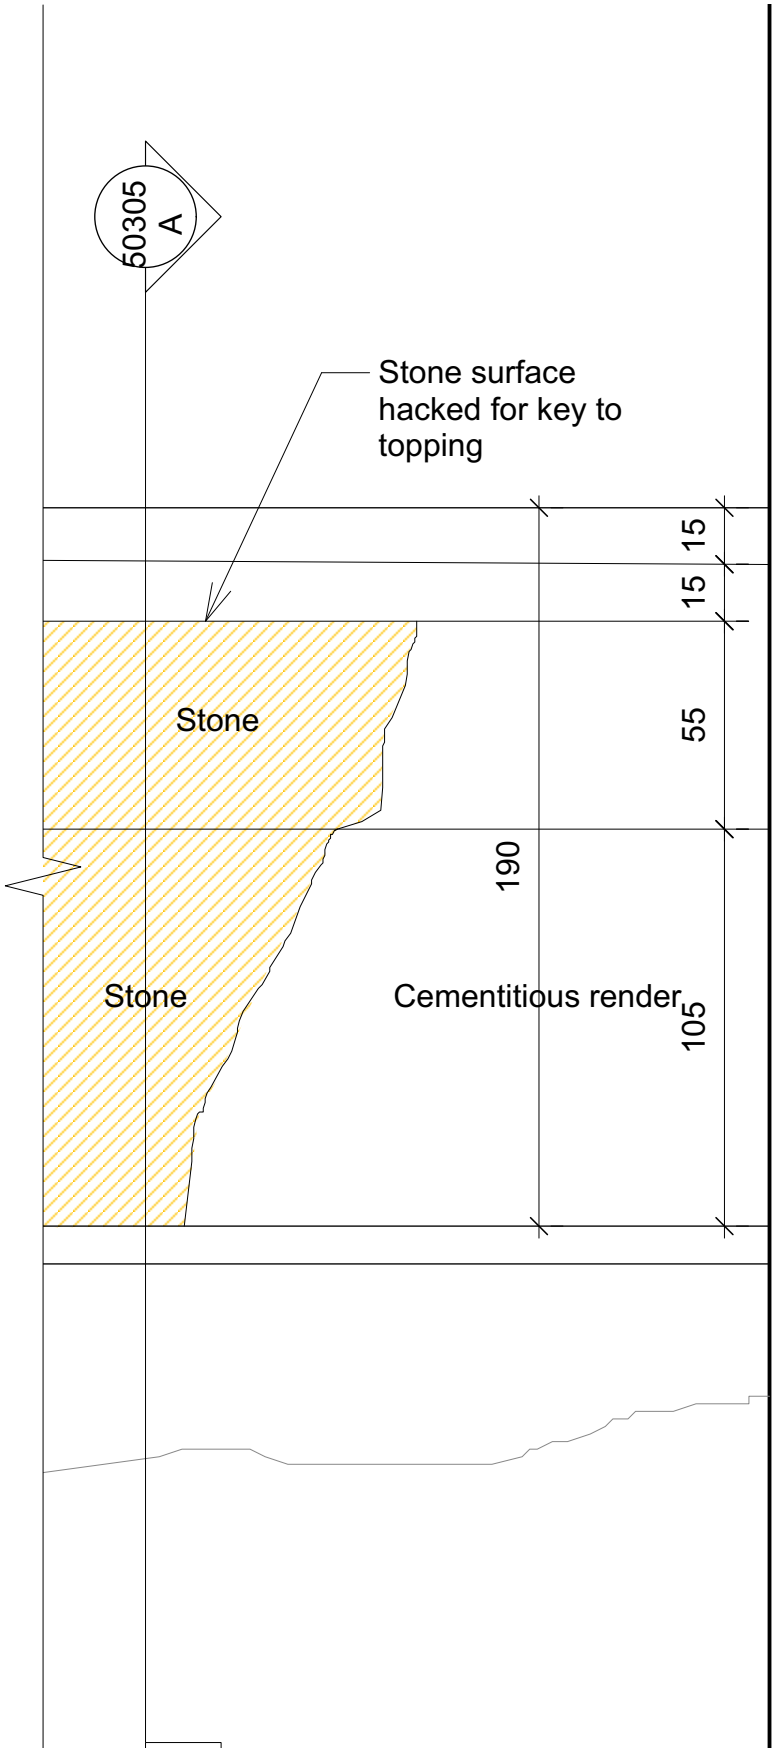 50305
A
Stone surface
hacked for key to
topping
15
15
Stone
55
190
Stone
Cementitious render
105